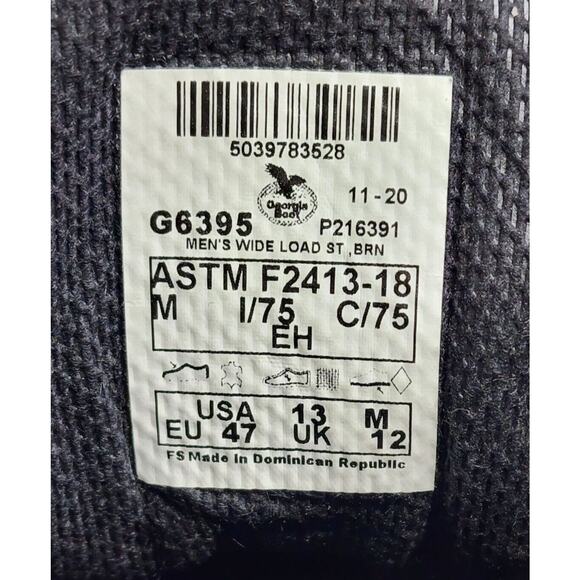 5039783528
Georgia
Boot
11-20
G6395
P216391
MEN'S WIDE LOAD ST ,BRN
ASTM F2413-18
M I/75 C/75
EH
USA 13 M
EU 47 UK 12
FS Made in Dominican Republic